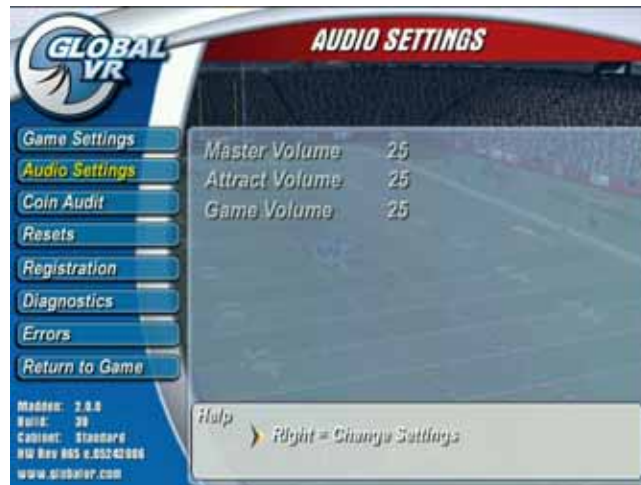 GLOBAL
VR
AUDIO SETTINGS
Game Settings
Audio Settings
Coin Audit
Resets
Registration
Diagnostics
Errors
Return to Game
Master Volume 25
Attract Volume 25
Game Volume 25
Madden: 2.0.0
Build: 30
Cabinet: Standard
HW Rev
www.globalvr.com
Help
Right = Change Settings